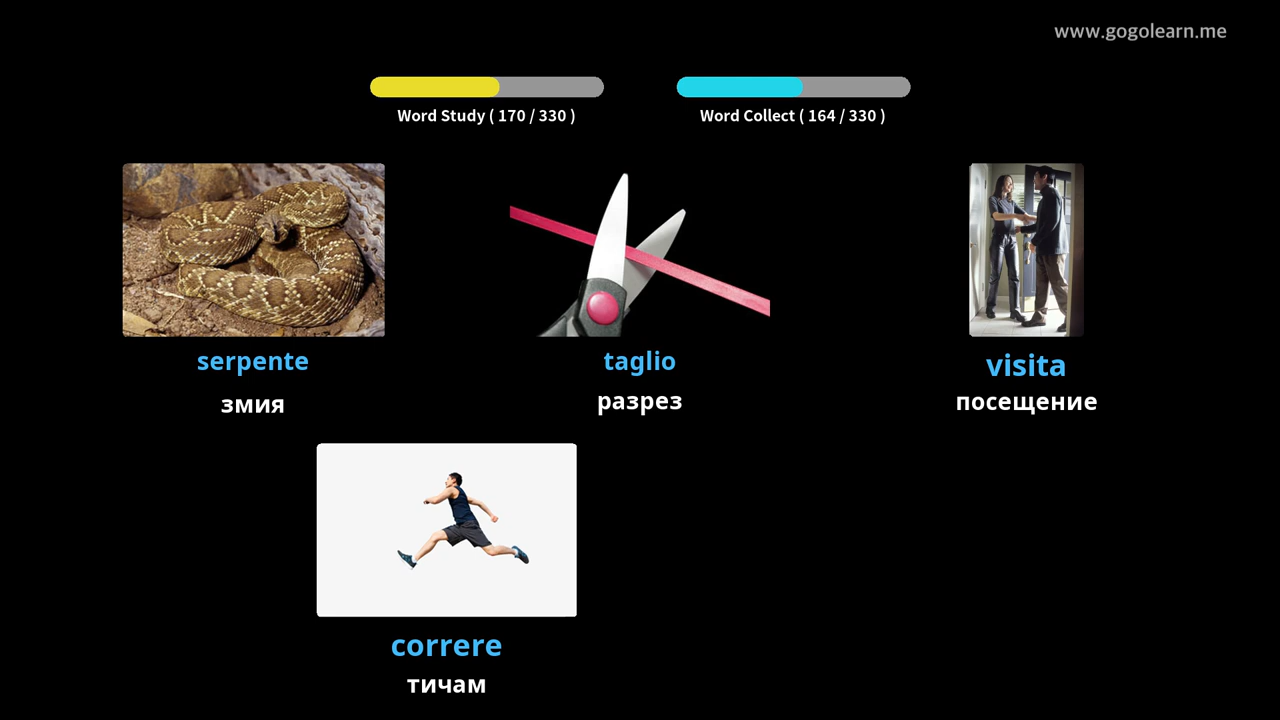 www.gogolearn.me
Word Study ( 170 / 330 )
Word Collect ( 164 / 330 )
serpente
змия
taglio
разрез
visita
посещение
correre
тичам